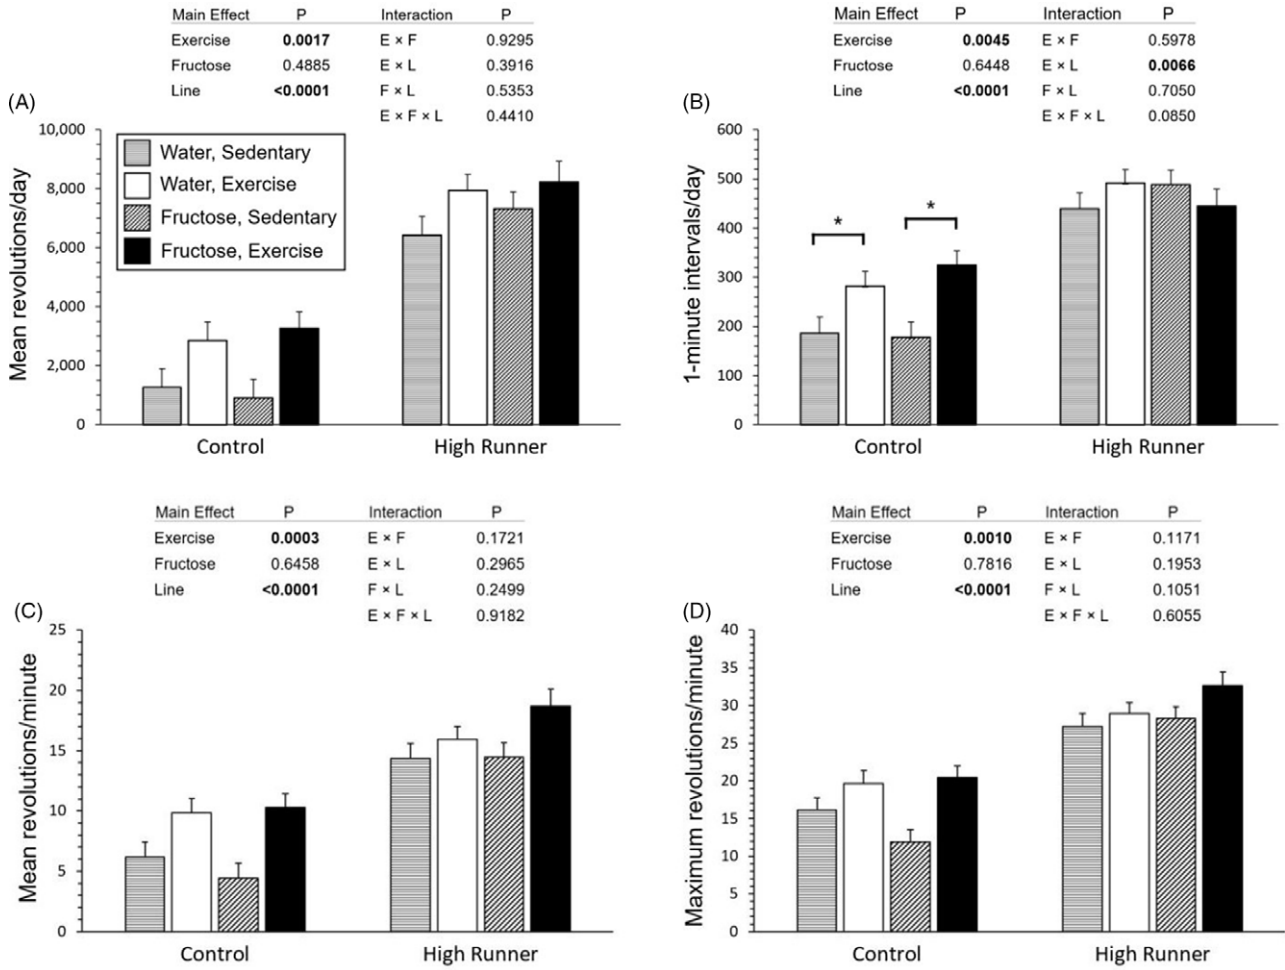 Main Effect P Interaction P
Exercise 0.0017 E × F 0.9295
Fructose 0.4885 E × L 0.3916
Line <0.0001 F × L 0.5353
E × F × L 0.4410
(A)
10,000
8,000
6,000
4,000
2,000
0
Mean revolutions/day
Water, Sedentary
Water, Exercise
Fructose, Sedentary
Fructose, Exercise
Control High Runner
Main Effect P Interaction P
Exercise 0.0045 E × F 0.5978
Fructose 0.6448 E × L 0.0066
Line <0.0001 F × L 0.7050
E × F × L 0.0850
(B)
600
500
400
300
200
100
0
1-minute intervals/day
* *
Control High Runner
Main Effect P Interaction P
Exercise 0.0003 E × F 0.1721
Fructose 0.6458 E × L 0.2965
Line <0.0001 F × L 0.2499
E × F × L 0.9182
(C)
25
20
15
10
5
0
Mean revolutions/minute
Control High Runner
Main Effect P Interaction P
Exercise 0.0010 E × F 0.1171
Fructose 0.7816 E × L 0.1953
Line <0.0001 F × L 0.1051
E × F × L 0.6055
(D)
40
35
30
25
20
15
10
5
0
Maximum revolutions/minute
Control High Runner